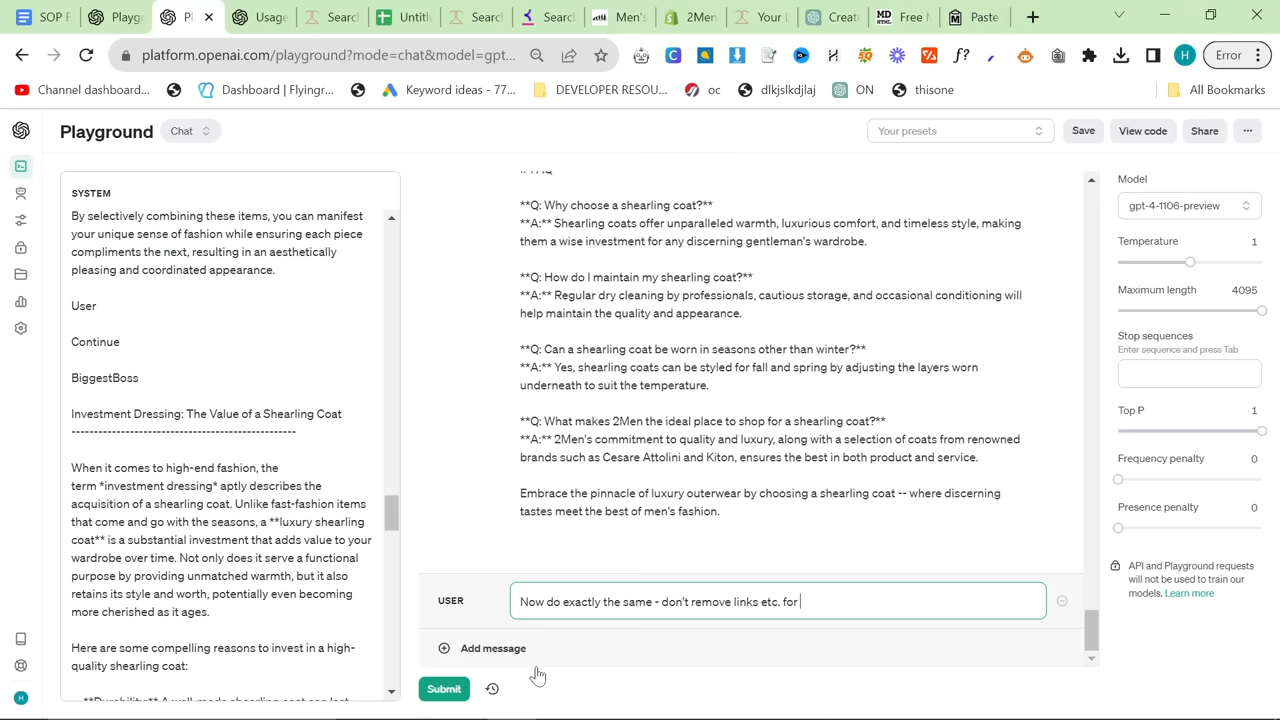 SOP F
Playg
Pl
Usage
Searc
Untitl
Searc
Searc
Men's
2Men
Your L
Create
Free M
Paste
platform.openai.com/playground?mode=chat&model=gpt...
Error
Channel dashboard...
Dashboard | Flyingr...
Keyword ideas - 77...
DEVELOPER RESOU...
oc
dlkjslkdjlaj
ON
thisone
All Bookmarks
Playground
Chat
Your presets
Save
View code
Share
...
SYSTEM
By selectively combining these items, you can manifest
your unique sense of fashion while ensuring each piece
compliments the next, resulting in an aesthetically
pleasing and coordinated appearance.
User
Continue
BiggestBoss
Investment Dressing: The Value of a Shearling Coat
--------------------------------------------------
When it comes to high-end fashion, the
term *investment dressing* aptly describes the
acquisition of a shearling coat. Unlike fast-fashion items
that come and go with the seasons, a **luxury shearling
coat** is a substantial investment that adds value to your
wardrobe over time. Not only does it serve a functional
purpose by providing unmatched warmth, but it also
retains its style and worth, potentially even becoming
more cherished as it ages.
Here are some compelling reasons to invest in a high-
quality shearling coat:
**Q: Why choose a shearling coat?**
**A:** Shearling coats offer unparalleled warmth, luxurious comfort, and timeless style, making
them a wise investment for any discerning gentleman's wardrobe.
**Q: How do I maintain my shearling coat?**
**A:** Regular dry cleaning by professionals, cautious storage, and occasional conditioning will
help maintain the quality and appearance.
**Q: Can a shearling coat be worn in seasons other than winter?**
**A:** Yes, shearling coats can be styled for fall and spring by adjusting the layers worn
underneath to suit the temperature.
**Q: What makes 2Men the ideal place to shop for a shearling coat?**
**A:** 2Men's commitment to quality and luxury, along with a selection of coats from renowned
brands such as Cesare Attolini and Kiton, ensures the best in both product and service.
Embrace the pinnacle of luxury outerwear by choosing a shearling coat -- where discerning
tastes meet the best of men's fashion.
USER
Now do exactly the same - don't remove links etc. for
Add message
Submit
Model
gpt-4-1106-preview
Temperature 1
Maximum length 4095
Stop sequences
Enter sequence and press Tab
Top P 1
Frequency penalty 0
Presence penalty 0
API and Playground requests
will not be used to train our
models. Learn more